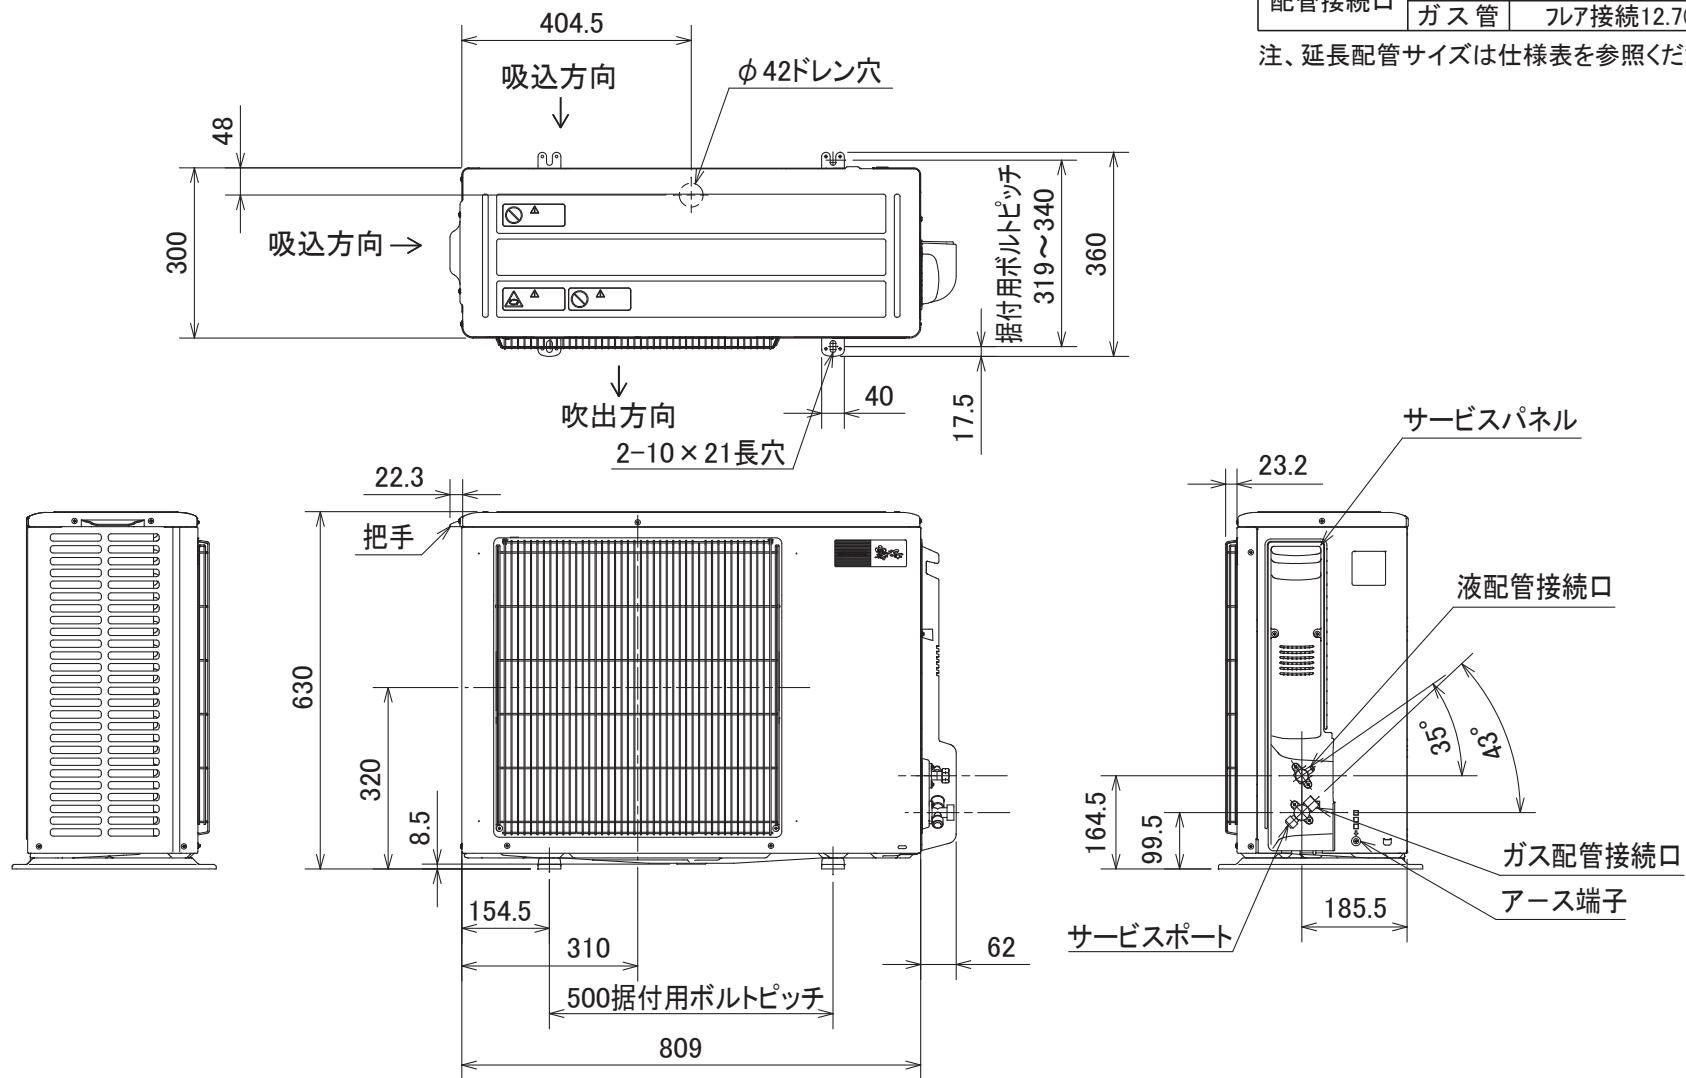 配管接続口
ガス管 フレア接続12.7
注、延長配管サイズは仕様表を参照くだ
404.5
吸込方向
φ42ドレン穴
48
300
吸込方向
据付用ボルトピッチ
319~340
360
吹出方向
40
17.5
2-10×21長穴
サービスパネル
22.3
23.2
把手
液配管接続口
630
320
8.5
35°
43°
164.5
99.5
ガス配管接続口
アース端子
154.5
185.5
サービスポート
310
62
500据付用ボルトピッチ
809